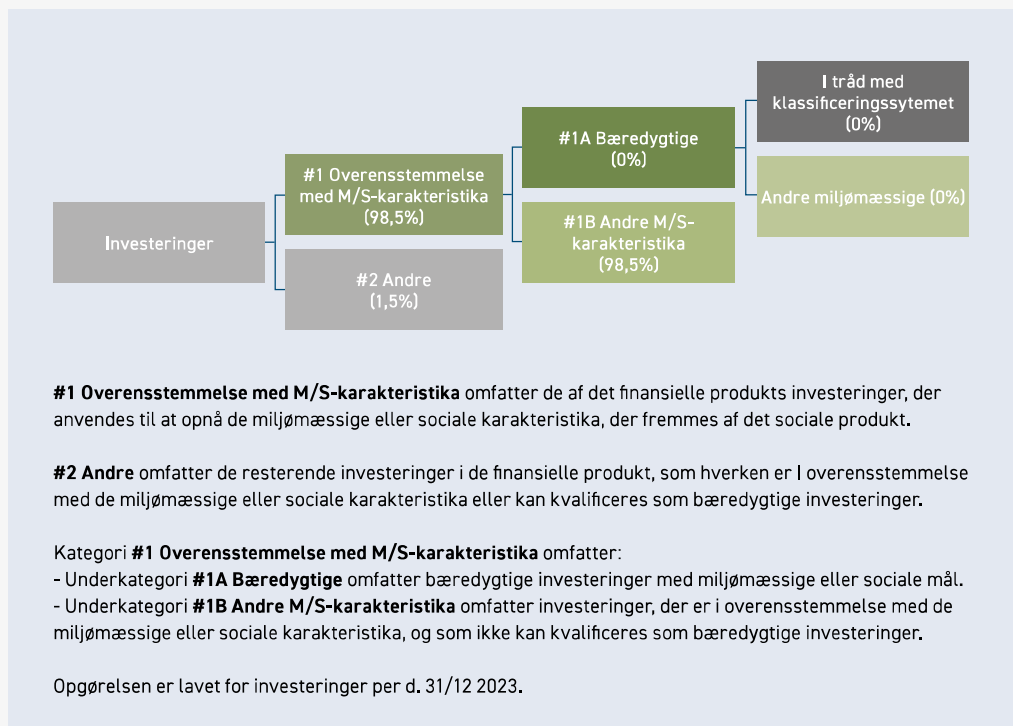 Investeringer
#1 Overensstemmelse
med M/S-karakteristika
(98,5%)
#2 Andre
(1,5%)
#1A Bæredygtige
(0%)
#1B Andre M/S-
karakteristika
(98,5%)
I tråd med
klassificeringssytemet
(0%)
Andre miljømæssige (0%)
#1 Overensstemmelse med M/S-karakteristika omfatter de af det finansielle produkts investeringer, der
anvendes til at opnå de miljømæssige eller sociale karakteristika, der fremmes af det sociale produkt.
#2 Andre omfatter de resterende investeringer i de finansielle produkt, som hverken er I overensstemmelse
med de miljømæssige eller sociale karakteristika eller kan kvalificeres som bæredygtige investeringer.
Kategori #1 Overensstemmelse med M/S-karakteristika omfatter:
- Underkategori #1A Bæredygtige omfatter bæredygtige investeringer med miljømæssige eller sociale mål.
- Underkategori #1B Andre M/S-karakteristika omfatter investeringer, der er i overensstemmelse med de
miljømæssige eller sociale karakteristika, og som ikke kan kvalificeres som bæredygtige investeringer.
Opgørelsen er lavet for investeringer per d. 31/12 2023.